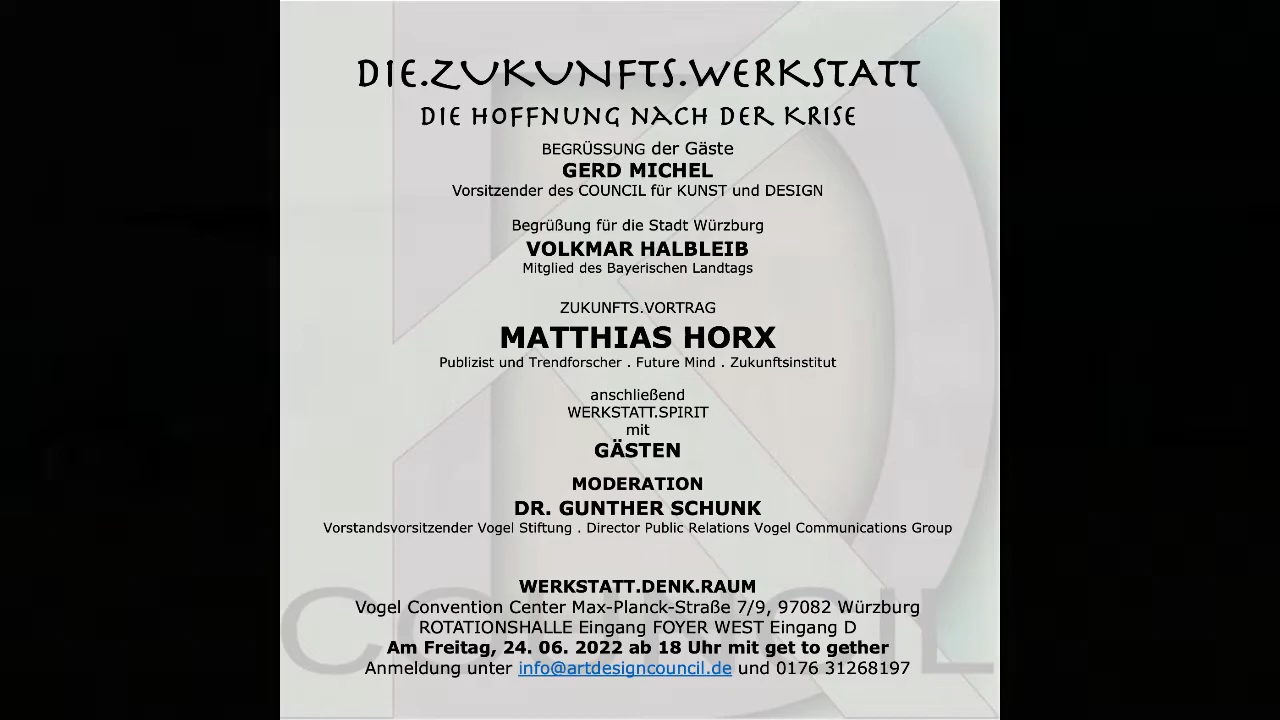 DIE.ZUKUNFTS.WERKSTATT
DIE HOFFNUNG NACH DER KRISE
BEGRÜSSUNG der Gäste
GERD MICHEL
Vorsitzender des COUNCIL für KUNST und DESIGN
Begrüßung für die Stadt Würzburg
VOLKMAR HALBLEIB
Mitglied des Bayerischen Landtags
ZUKUNFTS.VORTRAG
MATTHIAS HORX
Publizist und Trendforscher . Future Mind . Zukunftsinstitut
anschließend
WERKSTATT.SPIRIT
mit
GÄSTEN
MODERATION
DR. GUNTHER SCHUNK
Vorstandsvorsitzender Vogel Stiftung . Director Public Relations Vogel Communications Group
WERKSTATT.DENK.RAUM
Vogel Convention Center Max-Planck-Straße 7/9, 97082 Würzburg
ROTATIONSHALLE Eingang FOYER WEST Eingang D
Am Freitag, 24. 06. 2022 ab 18 Uhr mit get to gether
Anmeldung unter info@artdesigncouncil.de und 0176 31268197
COUNCIL